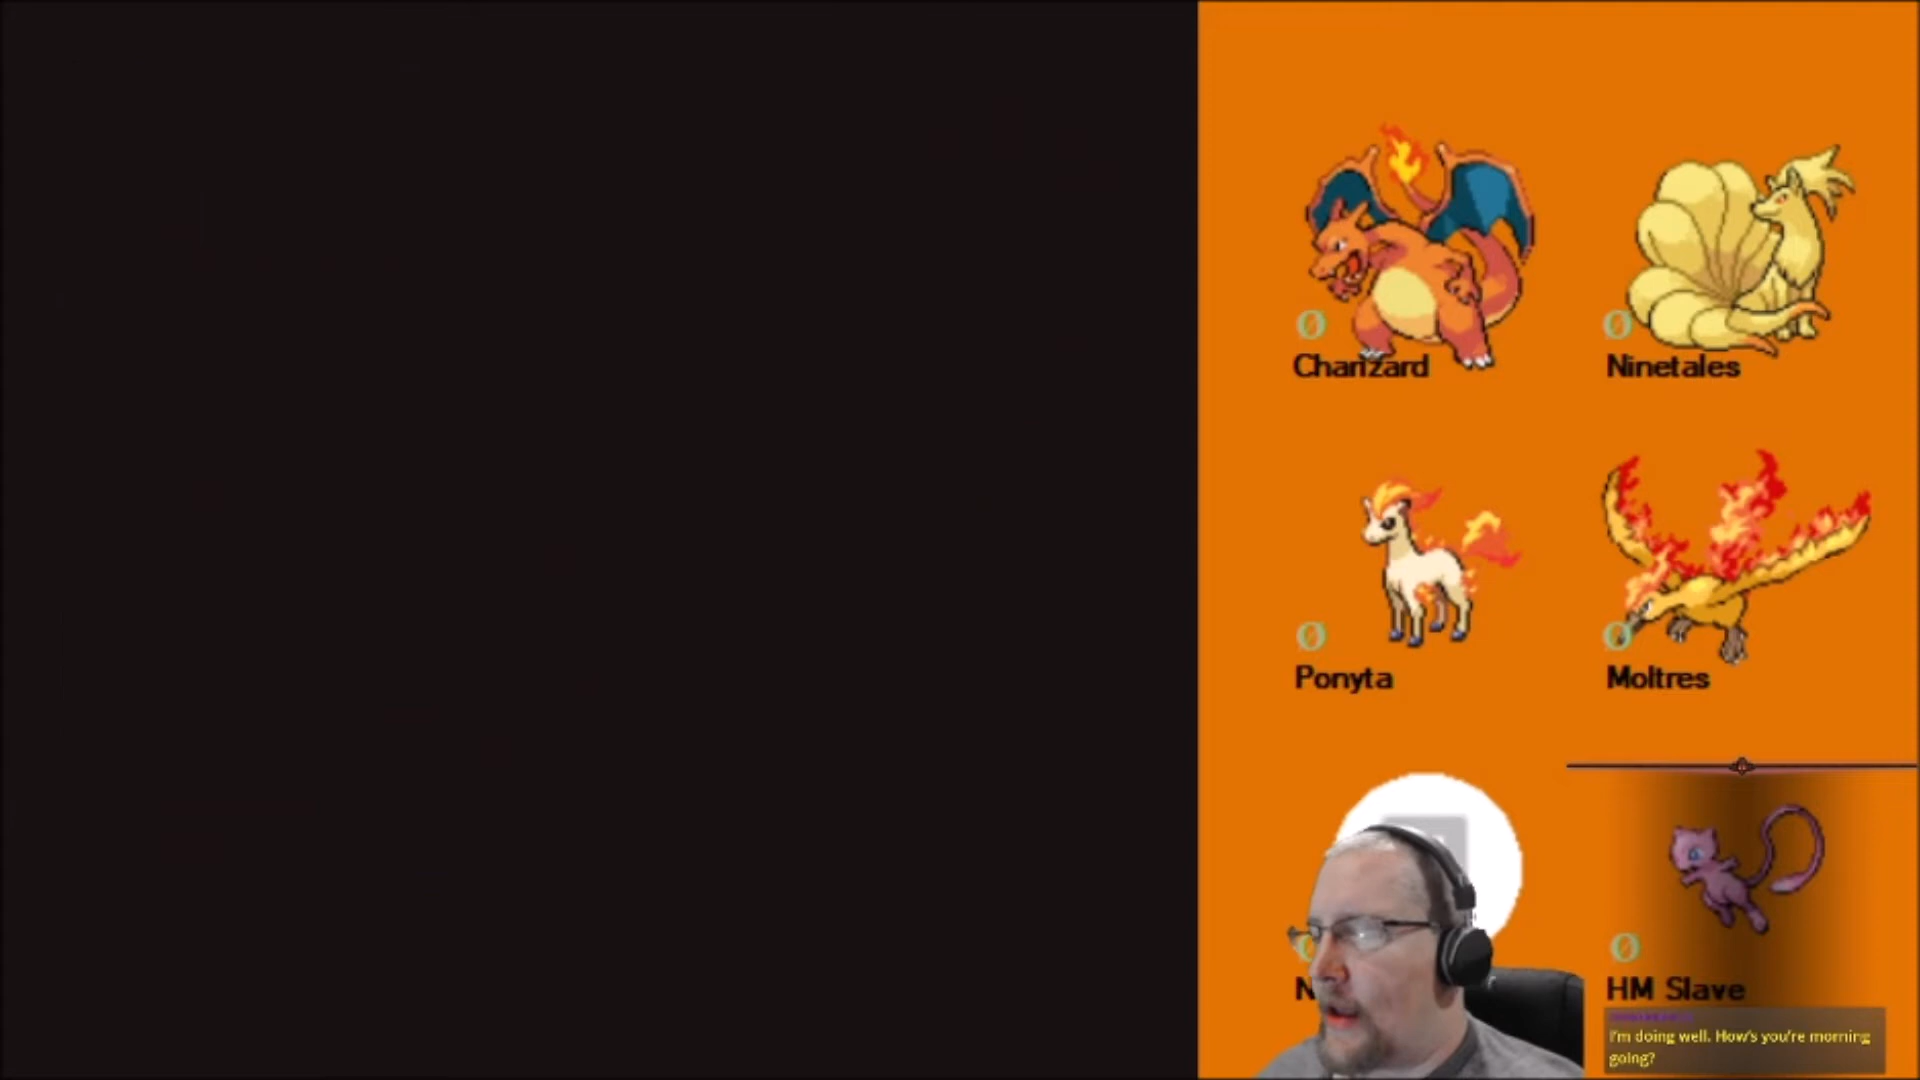 Ø
Ø
Charizard
Ninetales
Ø
Ø
Ponyta
Moltres
Ø
HM Slave
I'm doing well. How's you're morning
going?